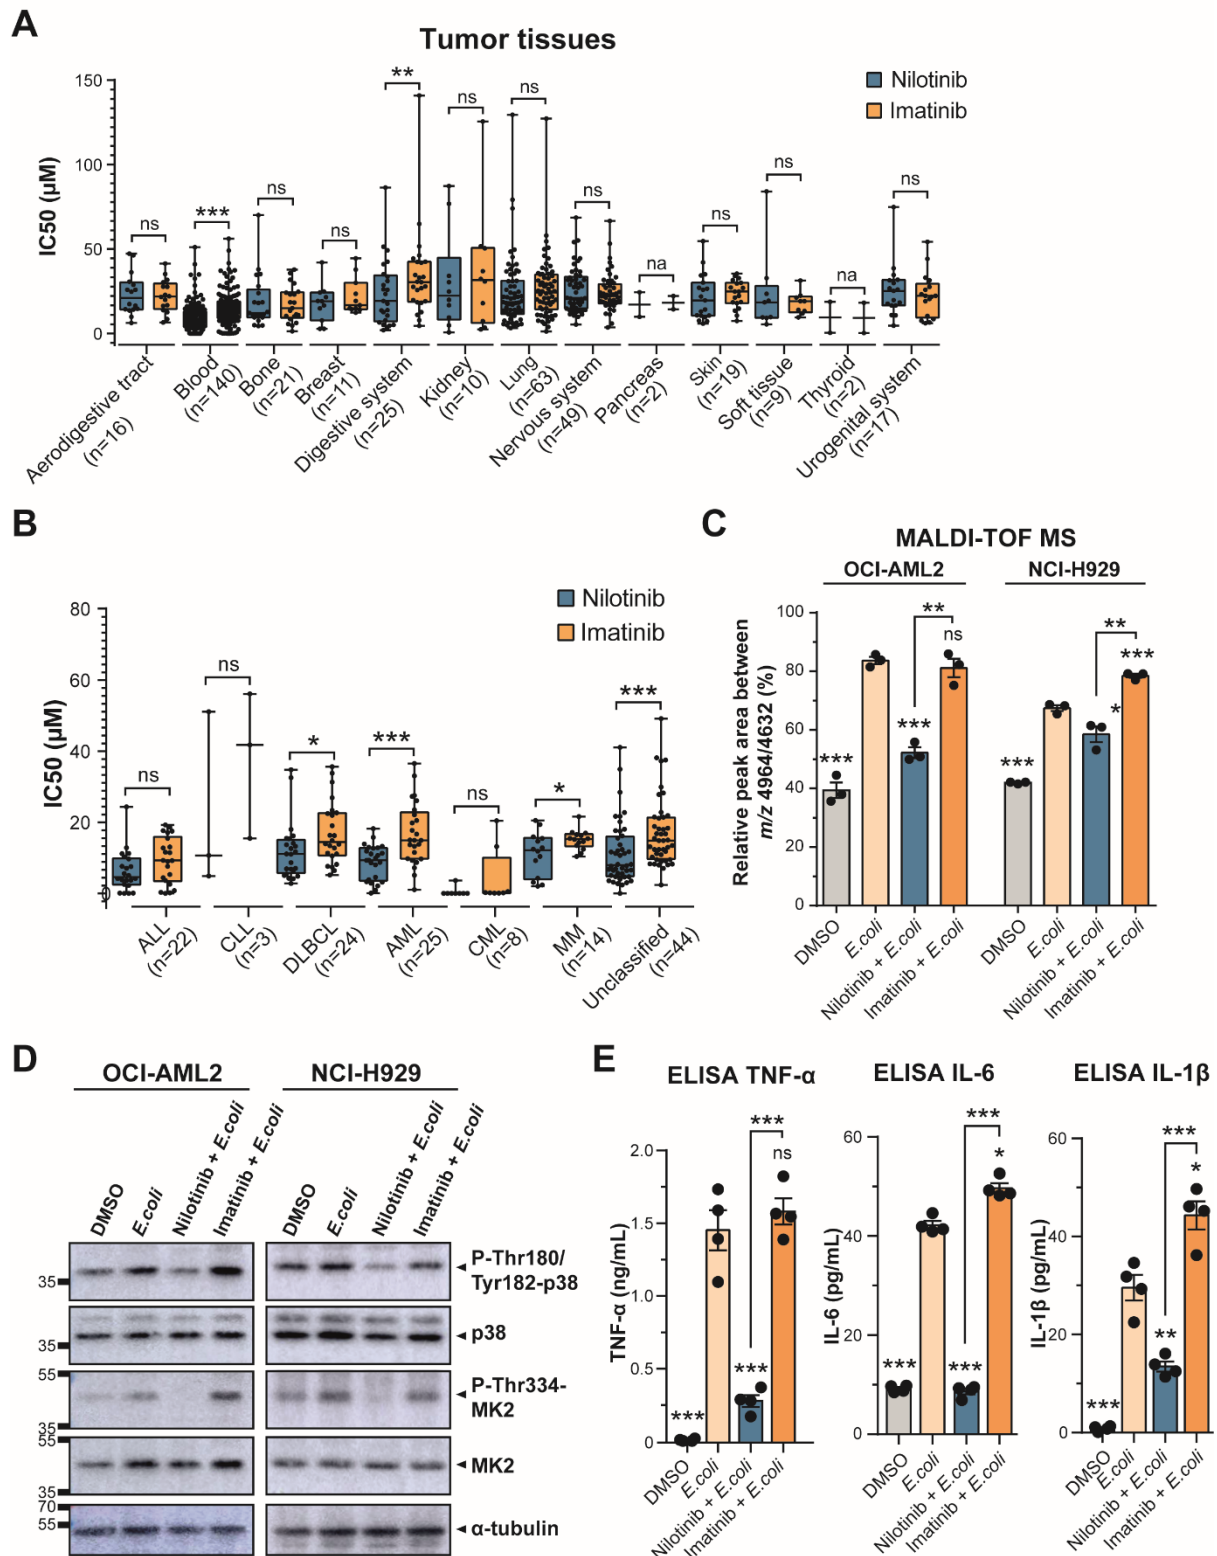 A
Tumor tissues
Nilotinib
Imatinib
IC50 (µM)
150
100
50
0
ns
***
ns
ns
**
ns
ns
ns
na
ns
ns
na
ns
Aerodigestive tract
(n=16)
Blood
(n=140)
Bone
(n=21)
Breast
(n=11)
Digestive system
(n=25)
Kidney
(n=10)
Lung
(n=63)
Nervous system
(n=49)
Pancreas
(n=2)
Skin
(n=19)
Soft tissue
(n=9)
Thyroid
(n=2)
Urogenital system
(n=17)
B
Nilotinib
Imatinib
IC50 (µM)
80
60
40
20
0
ns
ns
*
***
ns
*
***
ALL
(n=22)
CLL
(n=3)
DLBCL
(n=24)
AML
(n=25)
CML
(n=8)
MM
(n=14)
Unclassified
(n=44)
C
MALDI-TOF MS
OCI-AML2
NCI-H929
Relative peak area between
m/z 4964/4632 (%)
100
80
60
40
20
0
***
***
**
ns
***
*
**
***
DMSO
E.coli
Nilotinib + E.coli
Imatinib + E.coli
DMSO
E.coli
Nilotinib + E.coli
Imatinib + E.coli
D
OCI-AML2
NCI-H929
DMSO
E.coli
Nilotinib + E.coli
Imatinib + E.coli
DMSO
E.coli
Nilotinib + E.coli
Imatinib + E.coli
35
P-Thr180/
Tyr182-p38
35
p38
55
35
P-Thr334-
MK2
55
35
MK2
70
55
α-tubulin
E
ELISA TNF-α
TNF-α (ng/mL)
2.0
1.5
1.0
0.5
0
***
***
***
ns
DMSO
E.coli
Nilotinib + E.coli
Imatinib + E.coli
ELISA IL-6
IL-6 (pg/mL)
60
40
20
0
***
***
***
*
DMSO
E.coli
Nilotinib + E.coli
Imatinib + E.coli
ELISA IL-1β
IL-1β (pg/mL)
60
40
20
0
***
**
***
*
DMSO
E.coli
Nilotinib + E.coli
Imatinib + E.coli